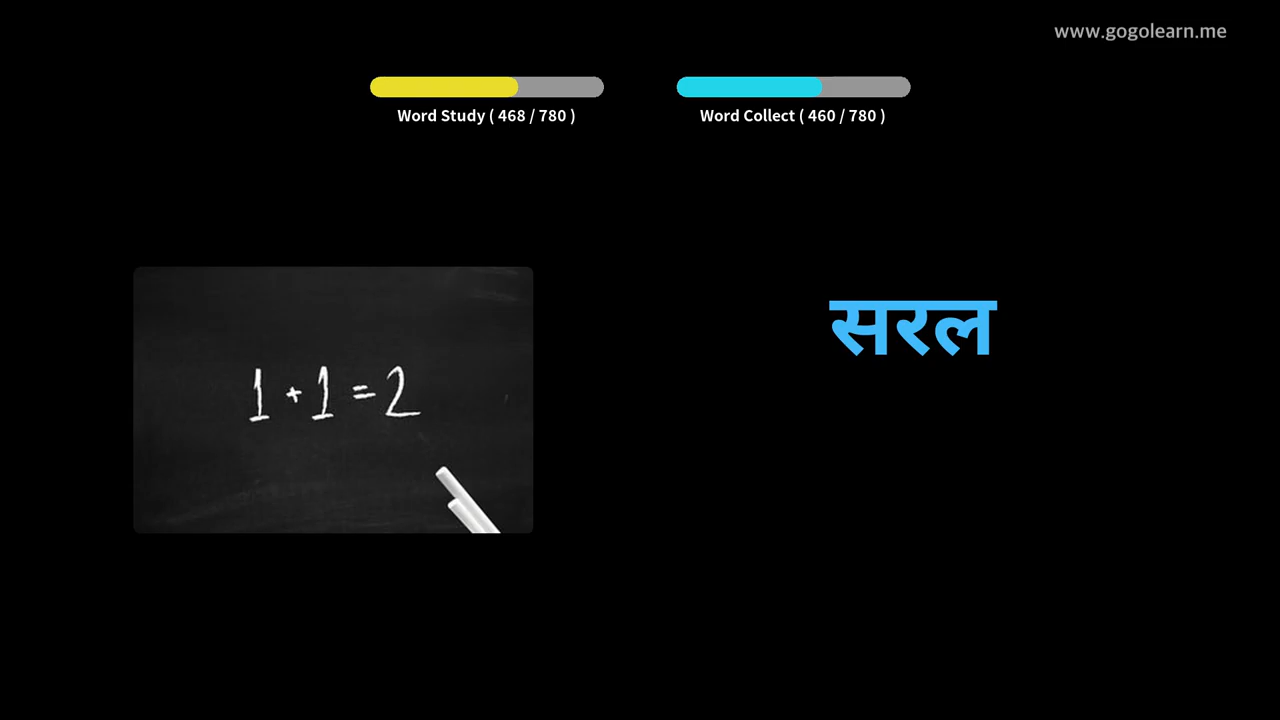 www.gogolearn.me
Word Study ( 468 / 780 )
Word Collect ( 460 / 780 )
सरल
1 + 1 = 2